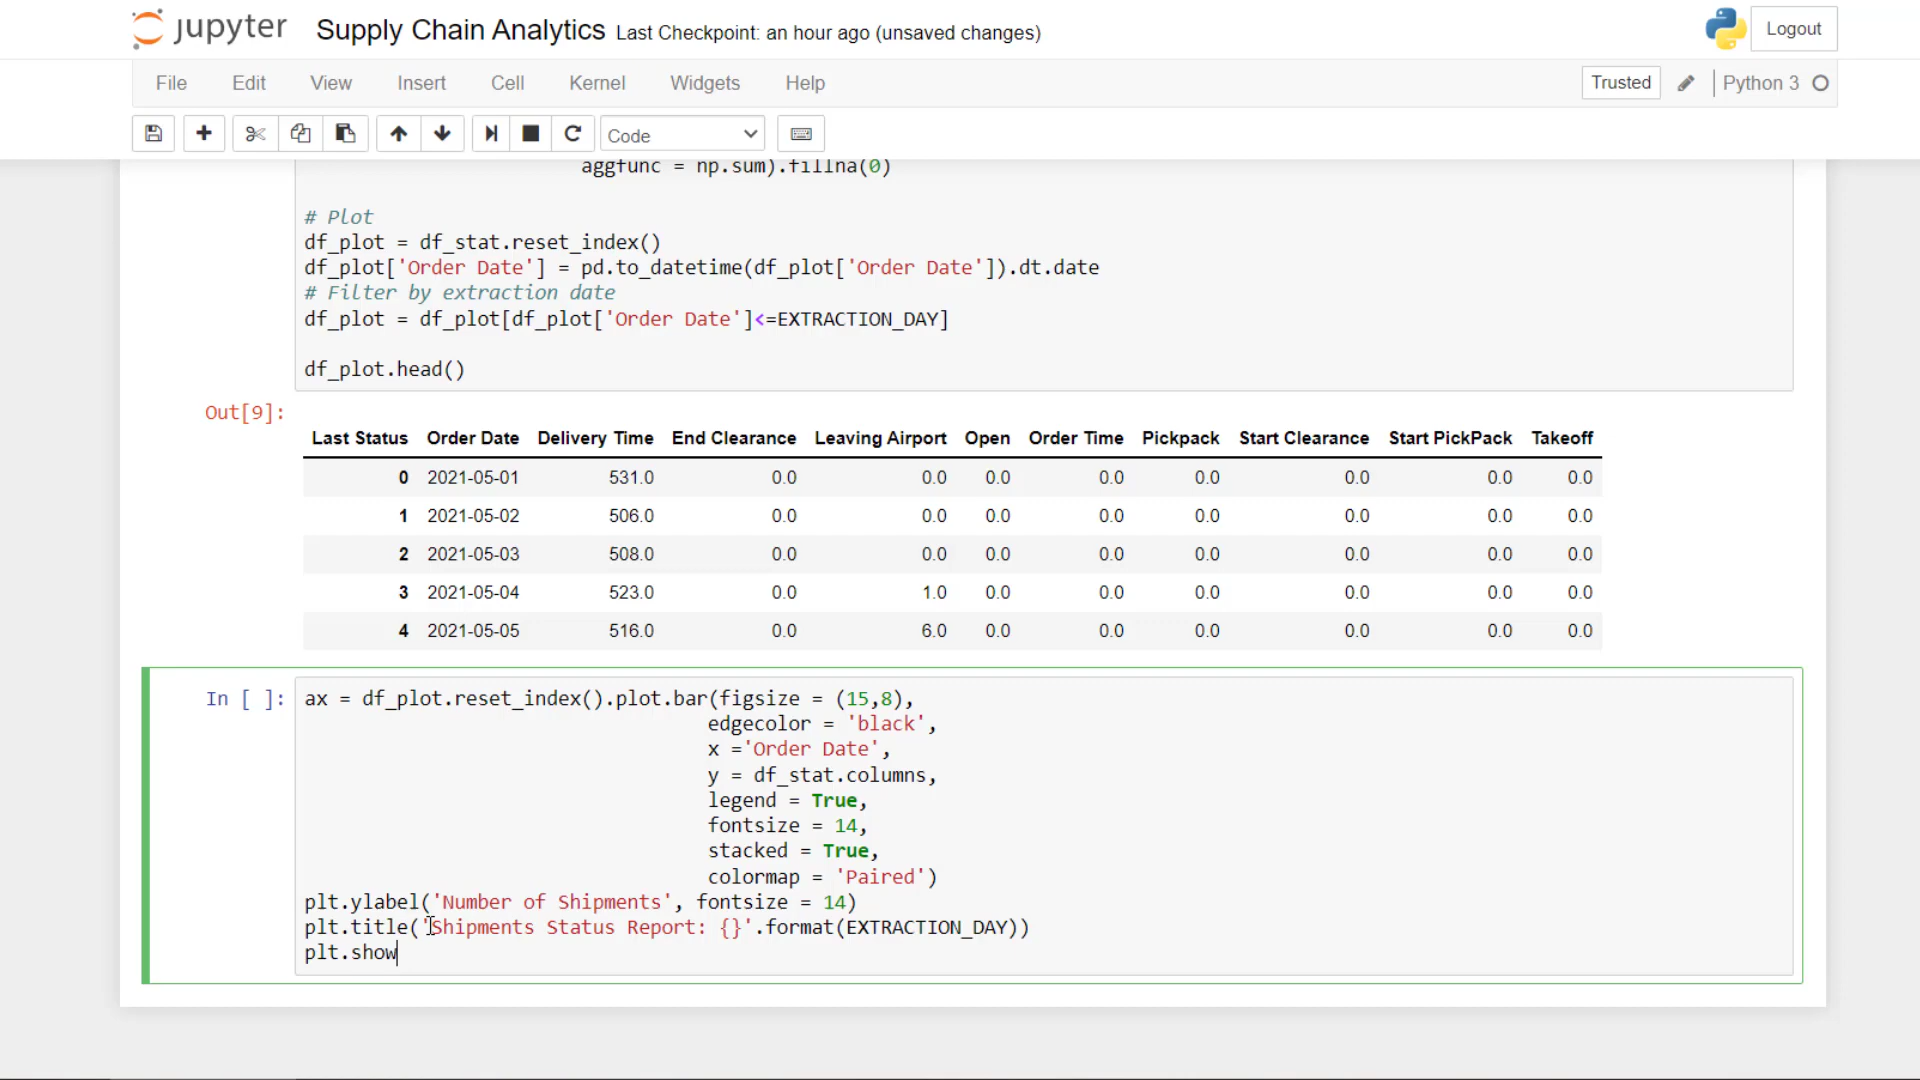 jupyter Supply Chain Analytics Last Checkpoint: an hour ago (unsaved changes) Logout
File Edit View Insert Cell Kernel Widgets Help Trusted Python 3
Code
aggfunc = np.sum).fillna(0)
# Plot
df_plot = df_stat.reset_index()
df_plot['Order Date'] = pd.to_datetime(df_plot['Order Date']).dt.date
# Filter by extraction date
df_plot = df_plot[df_plot['Order Date']<=EXTRACTION_DAY]
df_plot.head()
Out[9]:
Last Status Order Date Delivery Time End Clearance Leaving Airport Open Order Time Pickpack Start Clearance Start PickPack Takeoff
0 2021-05-01 531.0 0.0 0.0 0.0 0.0 0.0 0.0 0.0 0.0
1 2021-05-02 506.0 0.0 0.0 0.0 0.0 0.0 0.0 0.0 0.0
2 2021-05-03 508.0 0.0 0.0 0.0 0.0 0.0 0.0 0.0 0.0
3 2021-05-04 523.0 0.0 1.0 0.0 0.0 0.0 0.0 0.0 0.0
4 2021-05-05 516.0 0.0 6.0 0.0 0.0 0.0 0.0 0.0 0.0
In [ ]: ax = df_plot.reset_index().plot.bar(figsize = (15,8),
edgecolor = 'black',
x ='Order Date',
y = df_stat.columns,
legend = True,
fontsize = 14,
stacked = True,
colormap = 'Paired')
plt.ylabel('Number of Shipments', fontsize = 14)
plt.title('Shipments Status Report: {}'.format(EXTRACTION_DAY))
plt.show